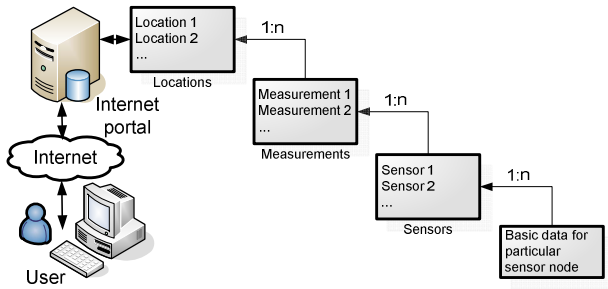 Location 1
Location 2
...
Locations
1:n
Internet
portal
Measurement 1
Measurement 2
...
Measurements
1:n
Internet
Sensor 1
Sensor 2
...
Sensors
1:n
User
Basic data for
particular
sensor node